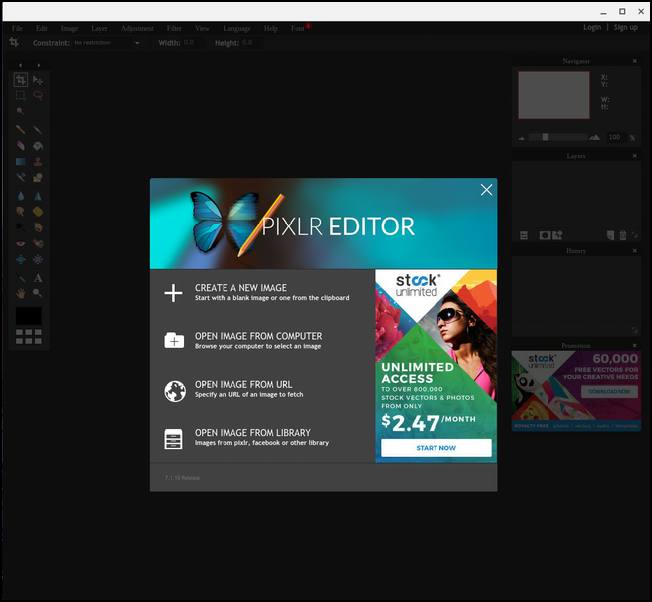 File Edit Image Layer Adjustment Filter View Language Help Font
Login | Sign up
Constraint: No restriction Width: 0.0 Height: 0.0
Navigator
X:
Y:
W:
H:
100 %
Layers
History
Promotion
stock
unlimited
60,000
FREE VECTORS FOR
YOUR CREATIVE NEEDS
DOWNLOAD NOW
ROYALTY FREE photos | vectors | audio | templates
A
PIXLR EDITOR
CREATE A NEW IMAGE
Start with a blank image or one from the clipboard
OPEN IMAGE FROM COMPUTER
Browse your computer to select an image
OPEN IMAGE FROM URL
Specify an URL of an image to fetch
OPEN IMAGE FROM LIBRARY
Images from pixlr, facebook or other library
stock
unlimited
UNLIMITED
ACCESS
TO OVER 600,000
STOCK VECTORS & PHOTOS
FROM ONLY
$2.47/MONTH
START NOW